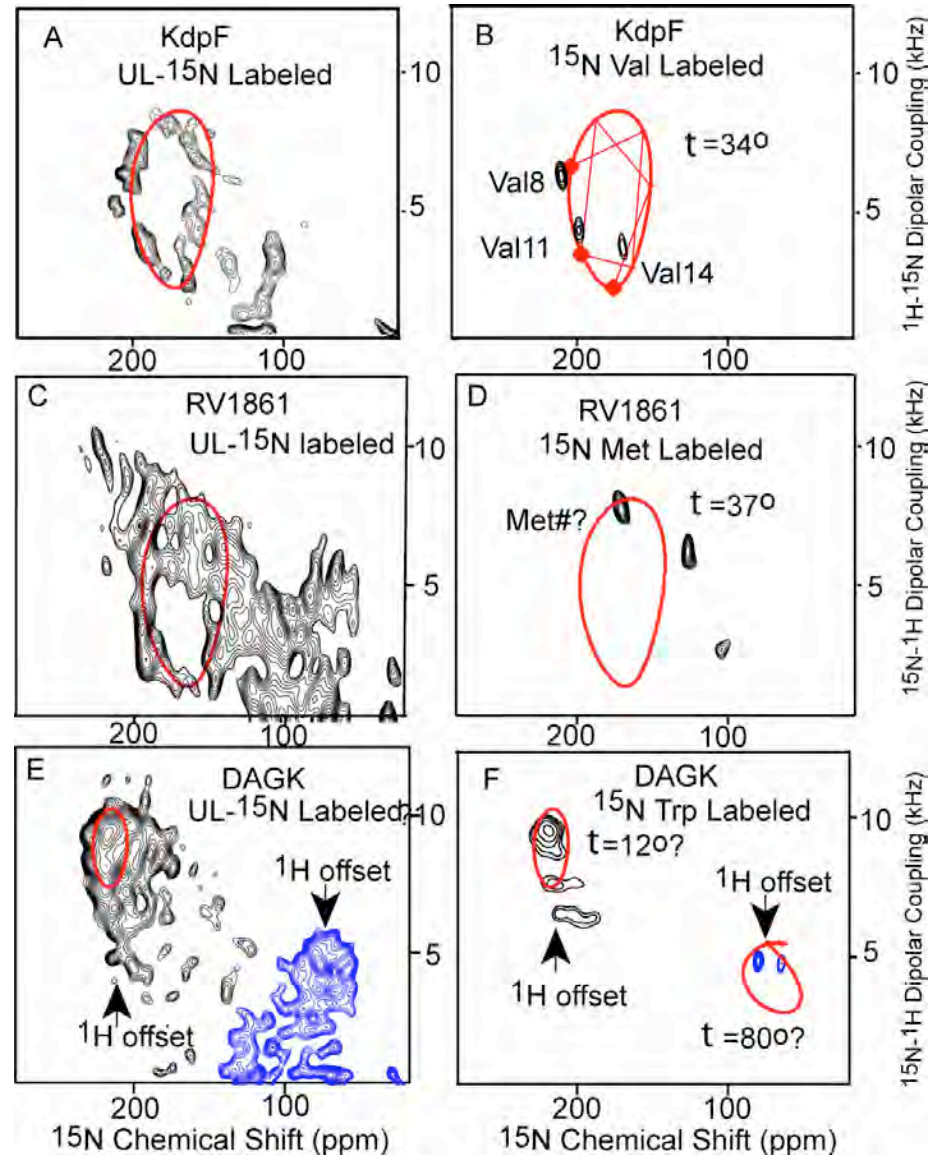 A
KdpF
UL-15N Labeled
10
5
200
100
B
KdpF
15N Val Labeled
t =34o
Val8
Val11
Val14
10
5
200
100
1H-15N Dipolar Coupling (kHz)
C
RV1861
UL-15N labeled
10
5
200
100
D
RV1861
15N Met Labeled
t =37o
Met#?
10
5
200
100
15N-1H Dipolar Coupling (kHz)
E
DAGK
UL-15N Labeled?
10
1H offset
5
1H offset
200
100
15N Chemical Shift (ppm)
F
DAGK
15N Trp Labeled
10
t =12o?
1H offset
5
1H offset
t =80o?
200
100
15N Chemical Shift (ppm)
15N-1H Dipolar Coupling (kHz)